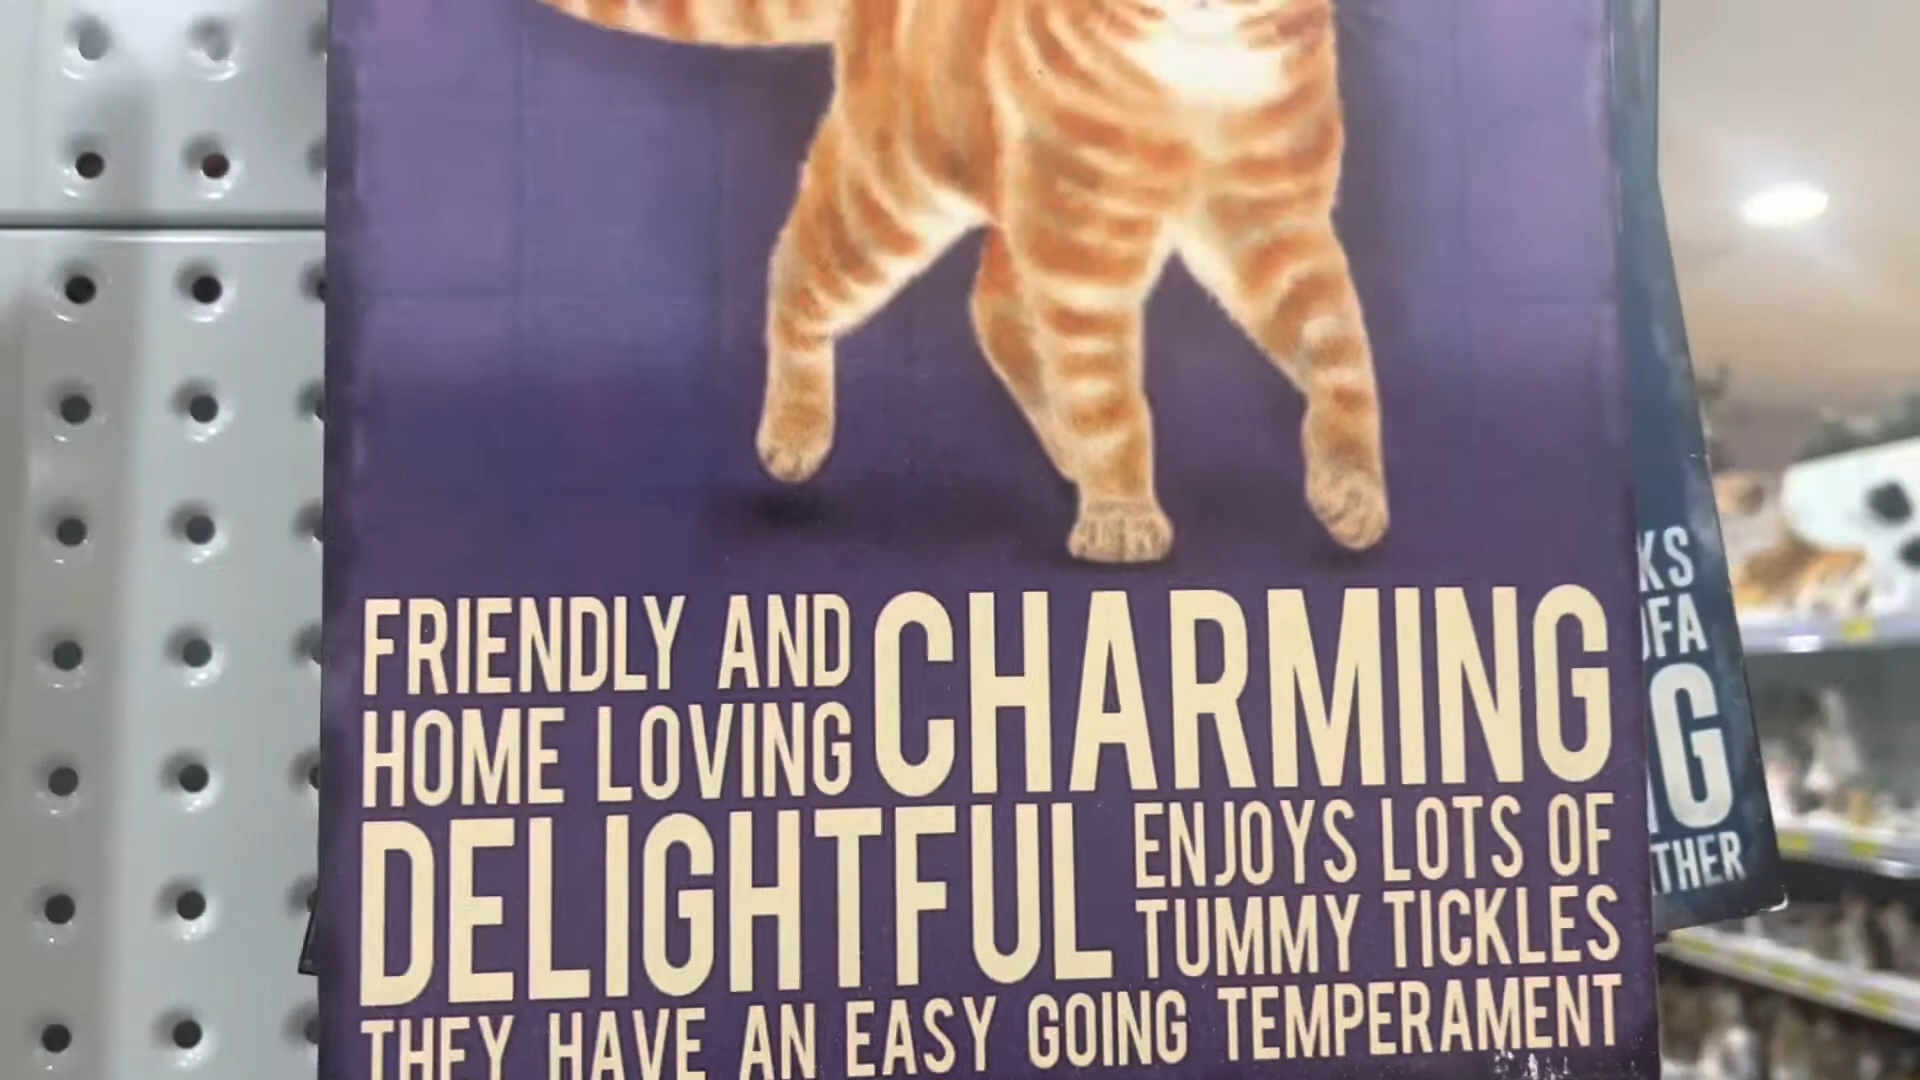 FRIENDLY AND
HOME LOVING
CHARMING
DELIGHTFUL
ENJOYS LOTS OF
TUMMY TICKLES
THEY HAVE AN EASY GOING TEMPERAMENT